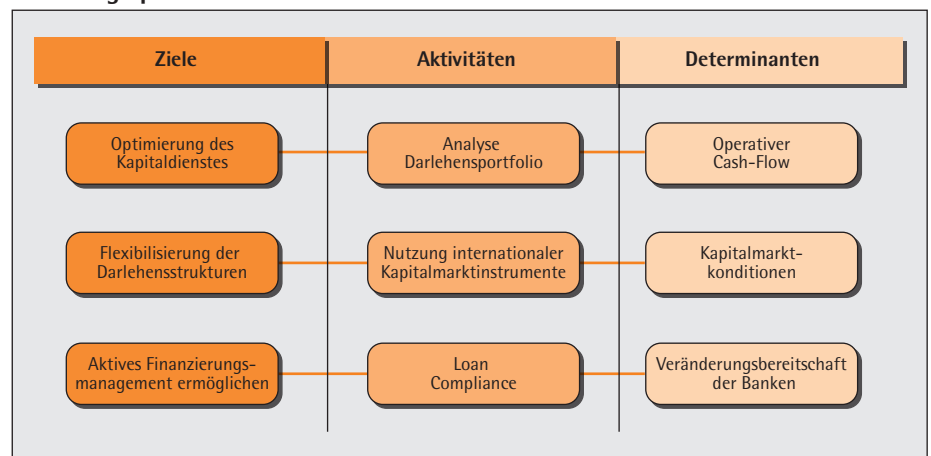 Ziele
Aktivitäten
Determinanten
Optimierung des
Kapitaldienstes
Analyse
Darlehensportfolio
Operativer
Cash-Flow
Flexibilisierung der
Darlehensstrukturen
Nutzung internationaler
Kapitalmarktinstrumente
Kapitalmarkt-
konditionen
Aktives Finanzierungs-
management ermöglichen
Loan
Compliance
Veränderungsbereitschaft
der Banken